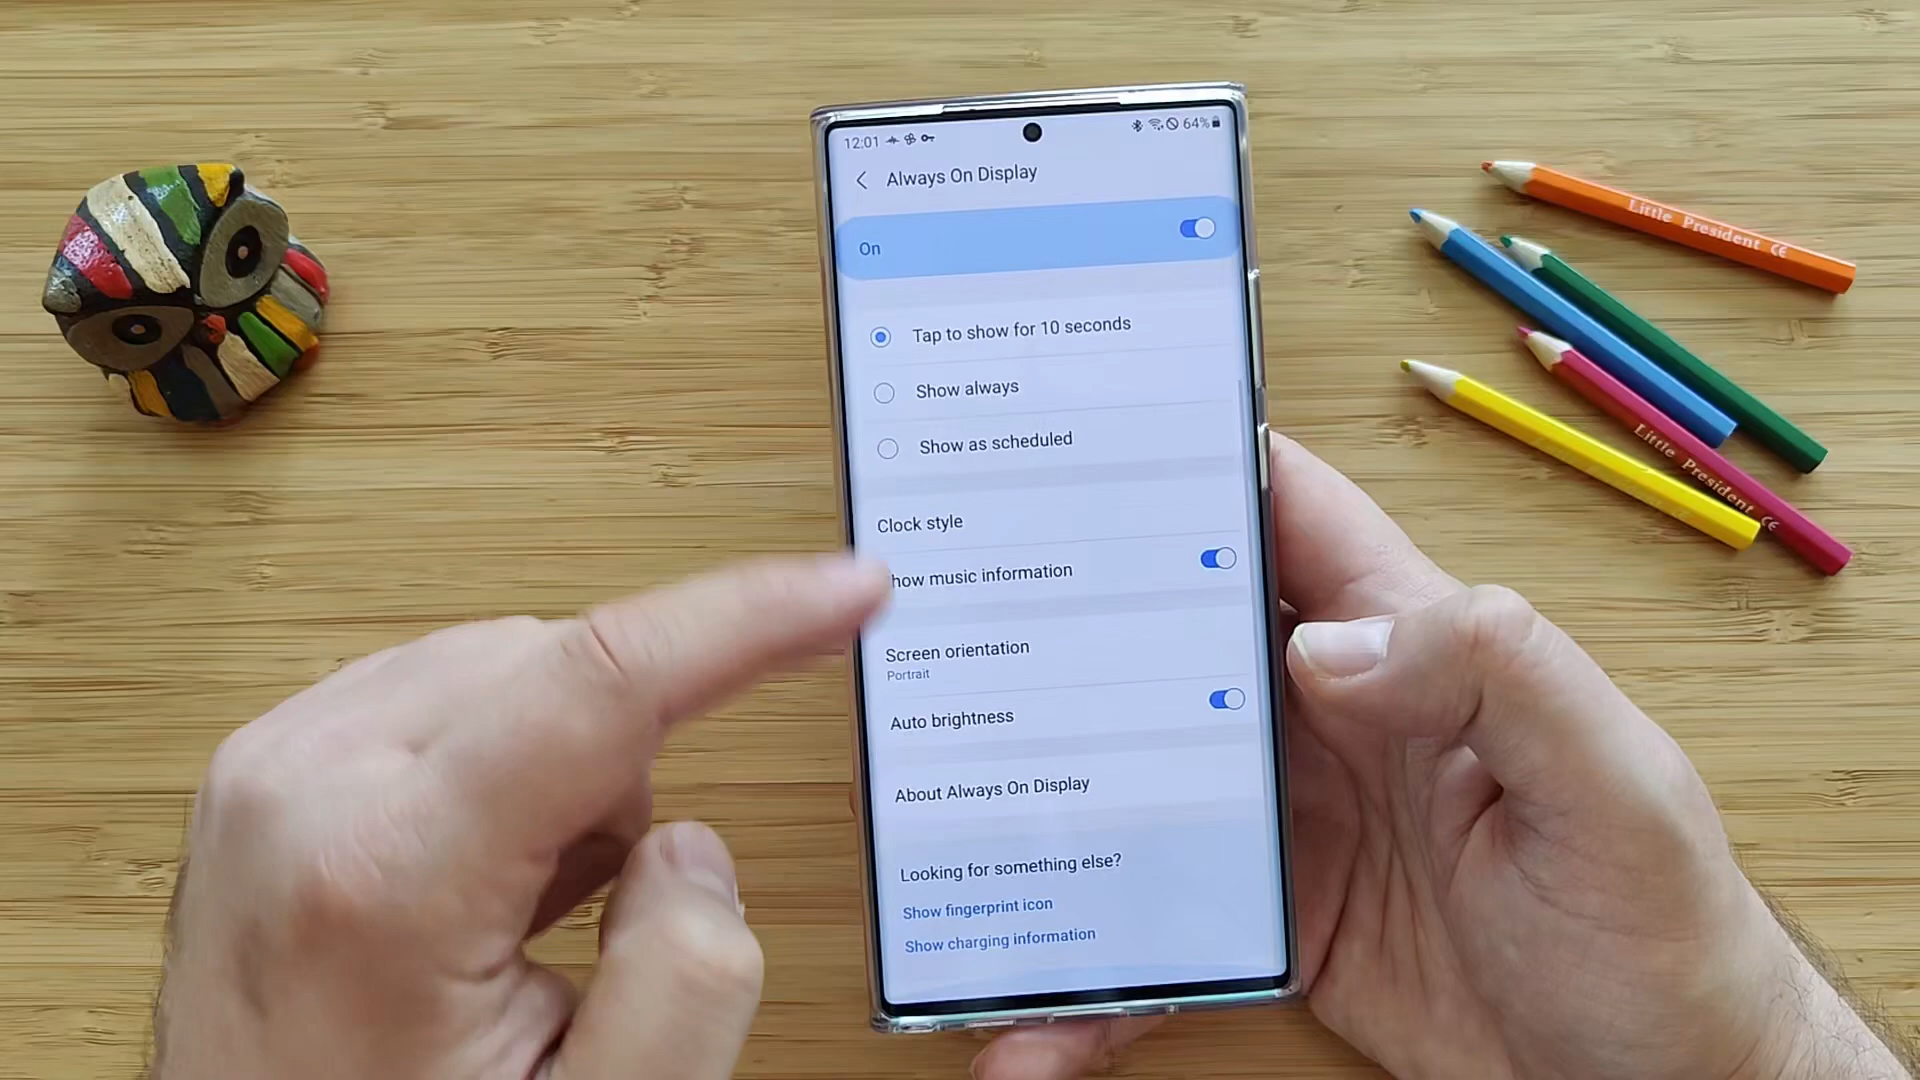 12:01
64%
Always On Display
On
Tap to show for 10 seconds
Show always
Show as scheduled
Clock style
how music information
Screen orientation
Portrait
Auto brightness
About Always On Display
Looking for something else?
Show fingerprint icon
Show charging information
Little President CE
Little President CE